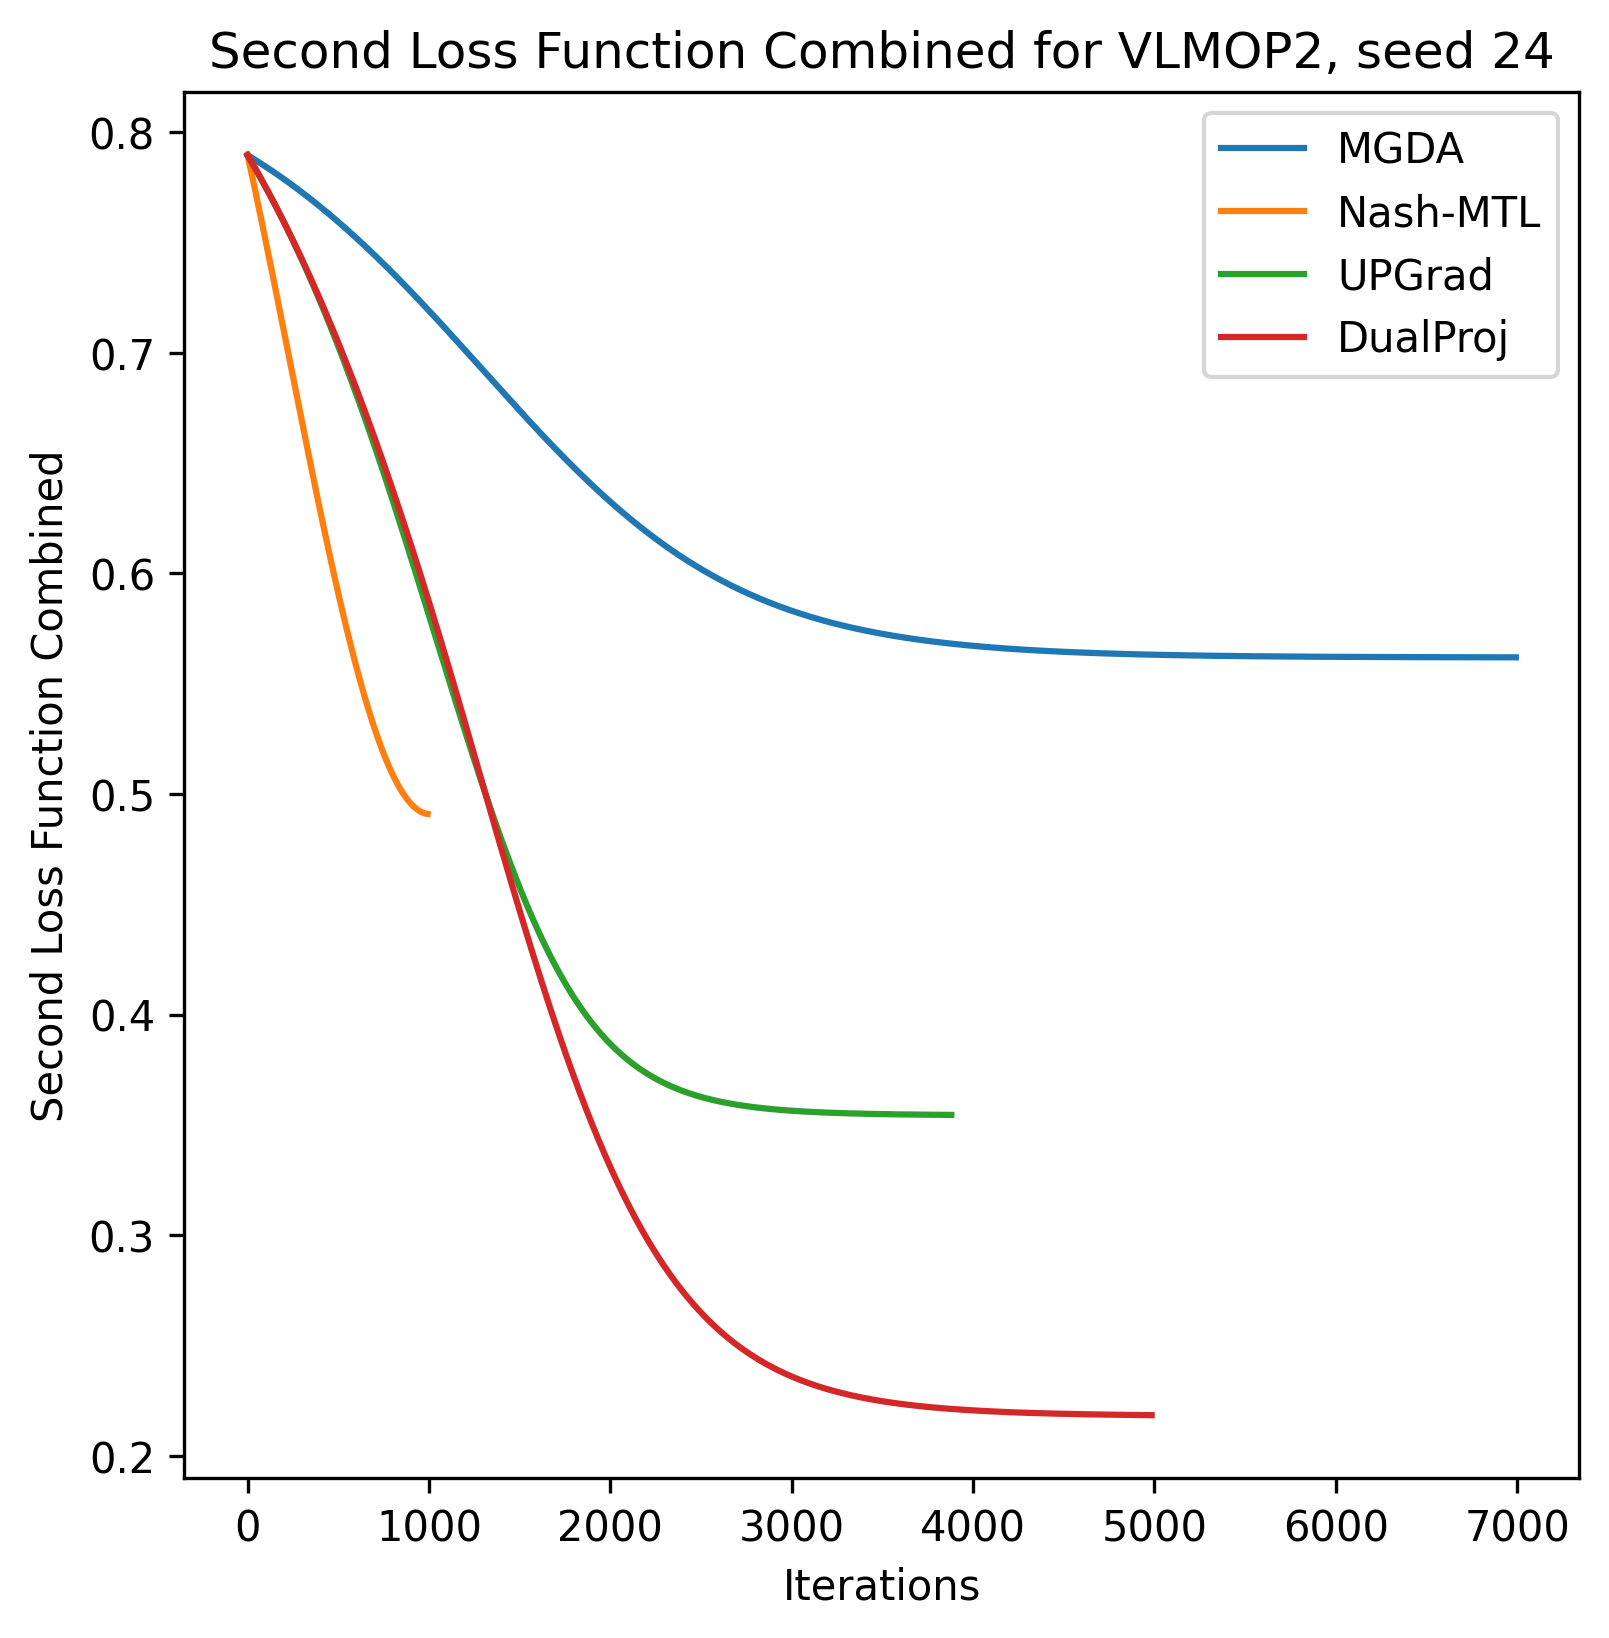 Second Loss Function Combined for VLMOP2, seed 24
MGDA
Nash-MTL
UPGrad
DualProj
Second Loss Function Combined
0.8
0.7
0.6
0.5
0.4
0.3
0.2
0 1000 2000 3000 4000 5000 6000 7000
Iterations